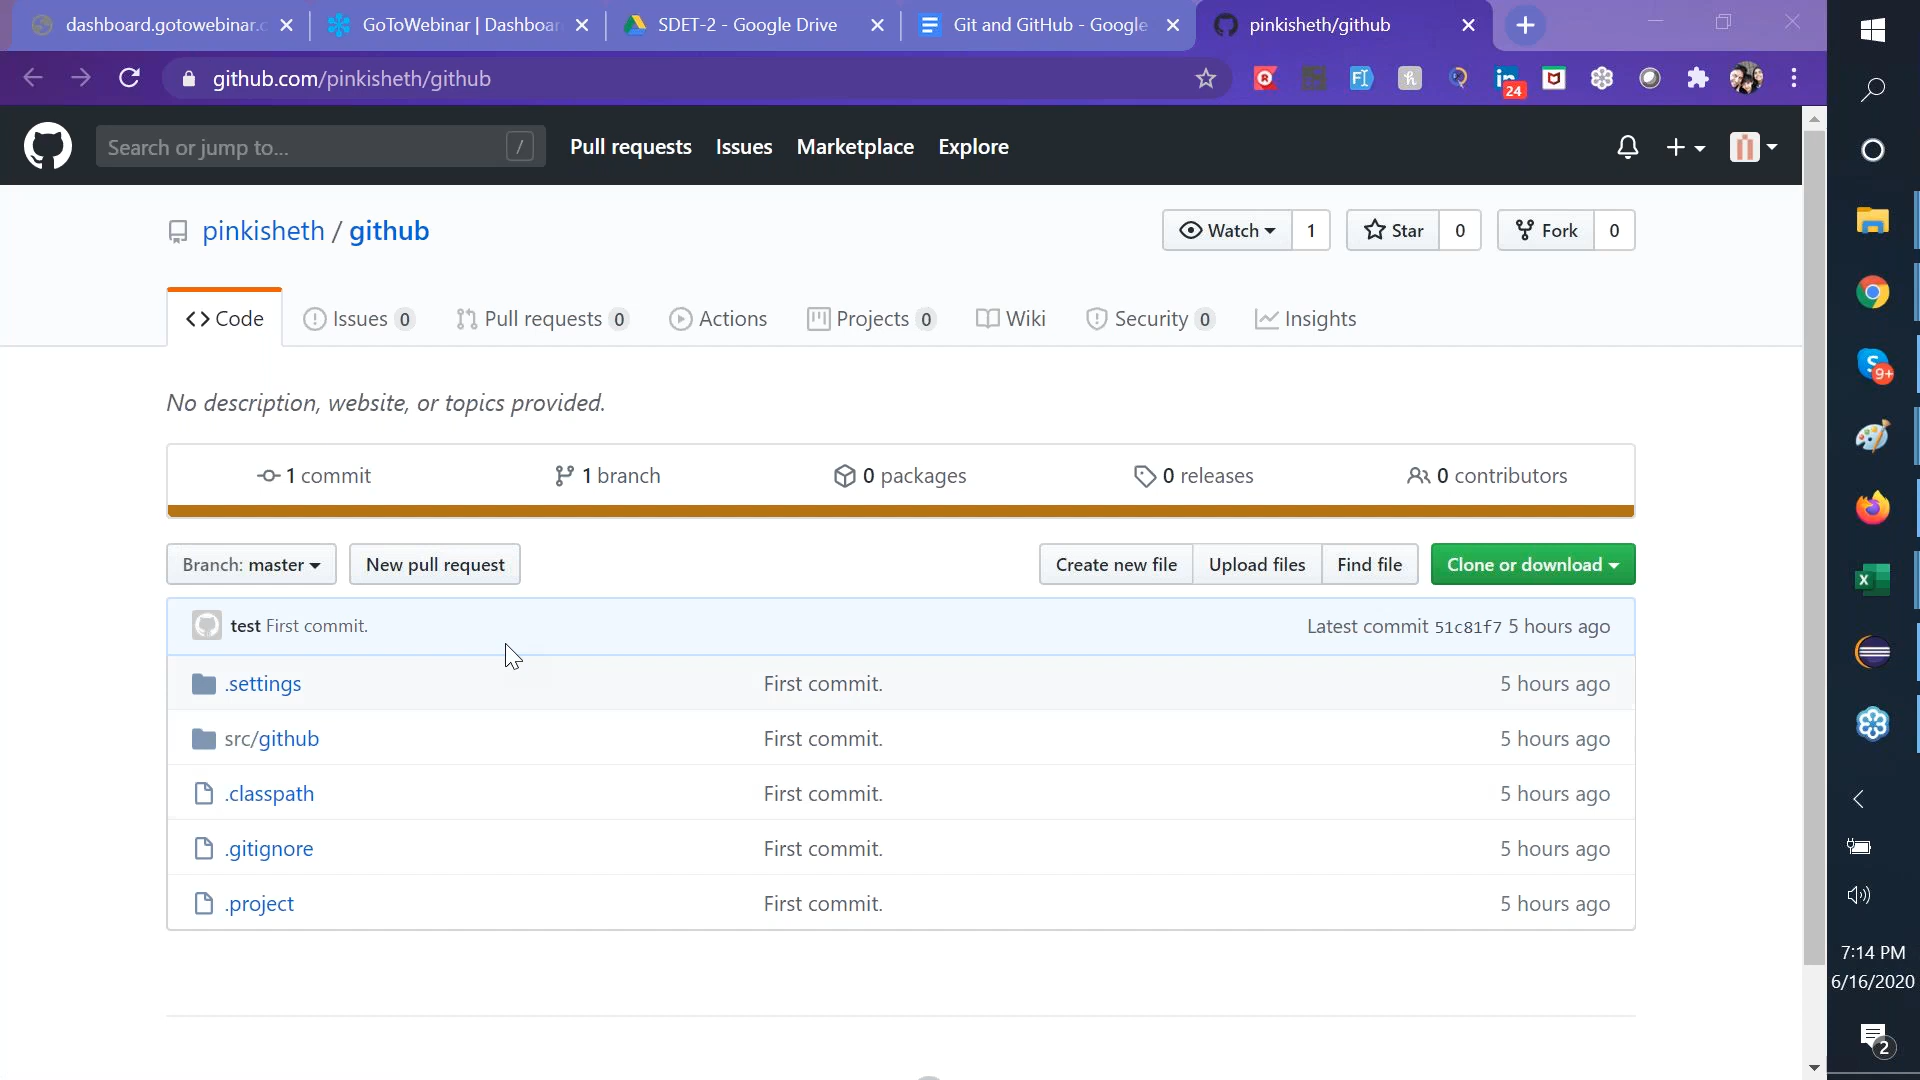 dashboard.gotowebinar.c
GoToWebinar | Dashboar
SDET-2 - Google Drive
Git and GitHub - Google
pinkisheth/github
github.com/pinkisheth/github
24
Search or jump to... /
Pull requests Issues Marketplace Explore
pinkisheth / github
Watch 1 Star 0 Fork 0
Code Issues 0 Pull requests 0 Actions Projects 0 Wiki Security 0 Insights
No description, website, or topics provided.
1 commit 1 branch 0 packages 0 releases 0 contributors
Branch: master New pull request Create new file Upload files Find file Clone or download
test First commit. Latest commit 51c81f7 5 hours ago
.settings First commit. 5 hours ago
src/github First commit. 5 hours ago
.classpath First commit. 5 hours ago
.gitignore First commit. 5 hours ago
.project First commit. 5 hours ago
9+
7:14 PM
6/16/2020
2